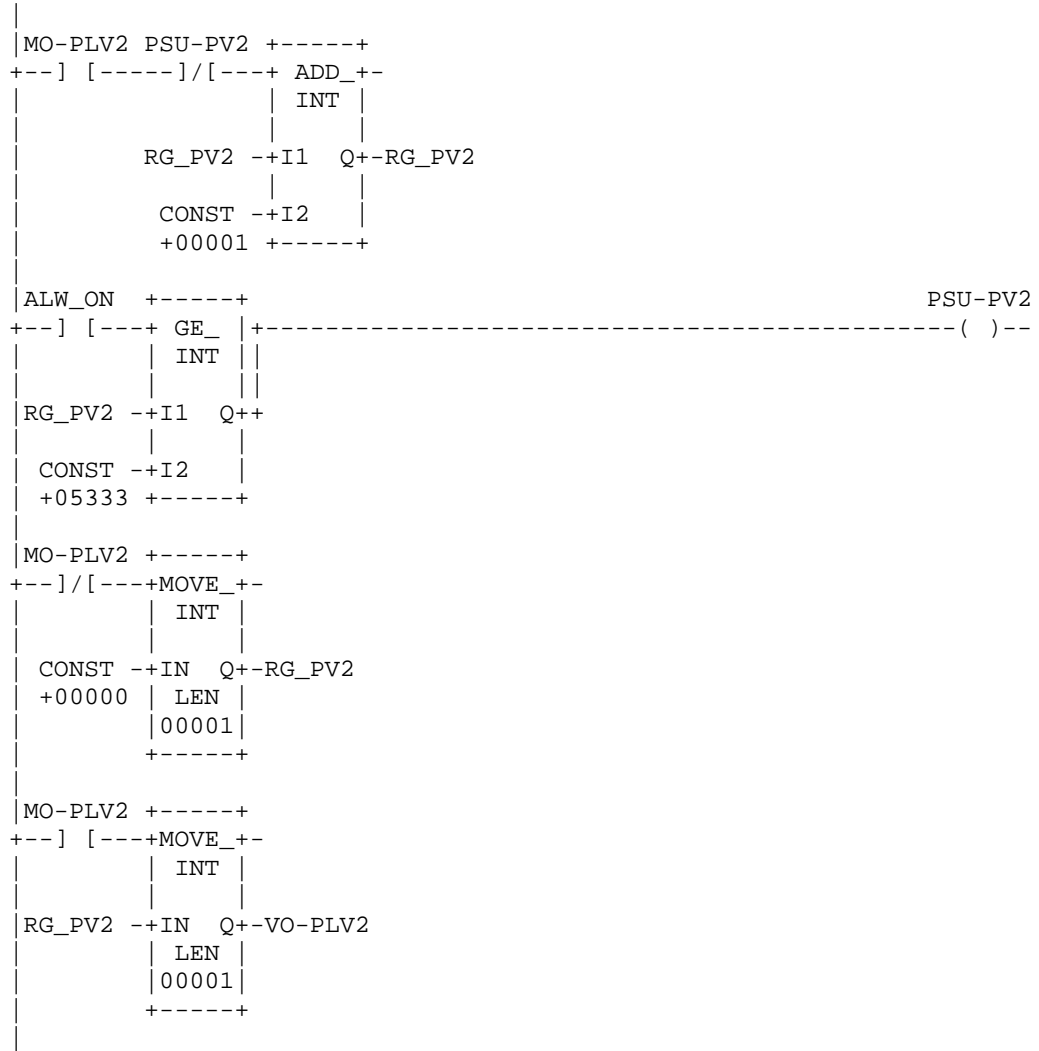 |
|MO-PLV2 PSU-PV2 +-----+
+--] [-----]/[---+ ADD_+-
|                | INT |
|                |     |
|        RG_PV2 -+I1  Q+-RG_PV2
|                |     |
|         CONST -+I2   |
|         +00001 +-----+
|
|ALW_ON  +-----+                                            PSU-PV2
+--] [---+ GE_ |+---------------------------------------------( )--
|        | INT ||
|        |     ||
|RG_PV2 -+I1  Q++
|        |     |
| CONST -+I2   |
| +05333 +-----+
|
|MO-PLV2 +-----+
+--]/[---+MOVE_+-
|        | INT |
|        |     |
| CONST -+IN  Q+-RG_PV2
| +00000 | LEN |
|        |00001|
|        +-----+
|
|MO-PLV2 +-----+
+--] [---+MOVE_+-
|        | INT |
|        |     |
|RG_PV2 -+IN  Q+-VO-PLV2
|        | LEN |
|        |00001|
|        +-----+
|